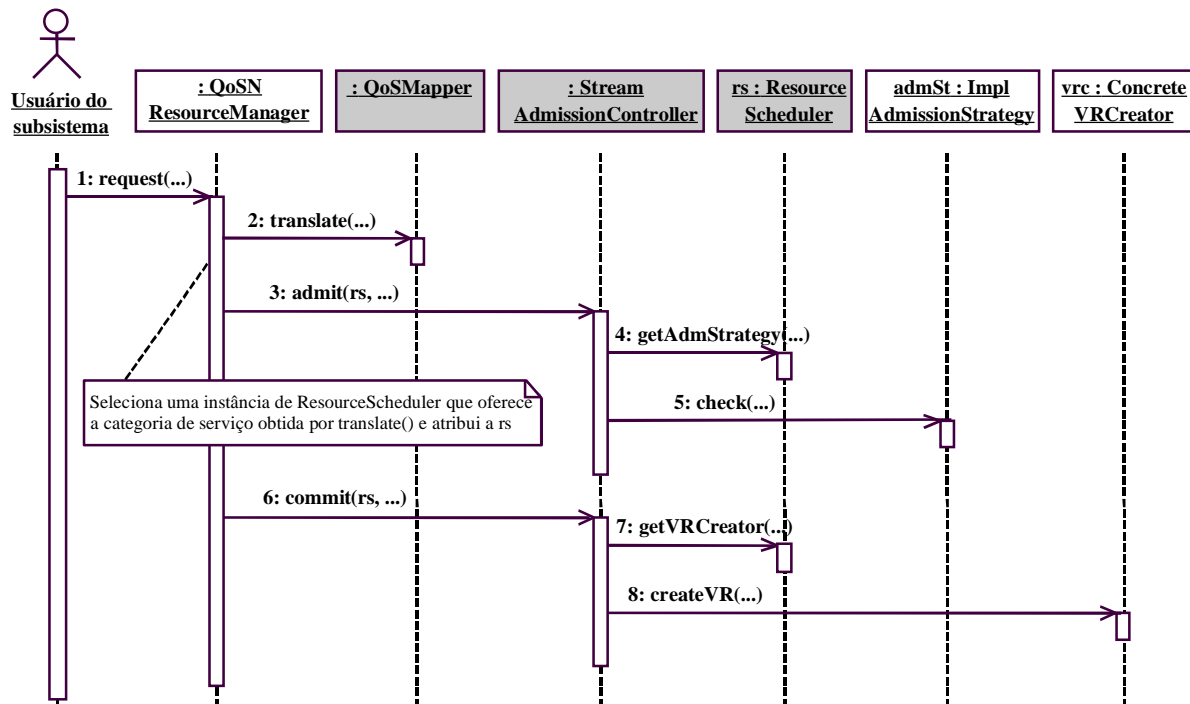 Usuário do
subsistema
: QoSN
ResourceManager
: QoSMapper
: Stream
AdmissionController
rs : Resource
Scheduler
admSt : Impl
AdmissionStrategy
vrc : Concrete
VRCreator
1: request(...)
2: translate(...)
3: admit(rs, ...)
4: getAdmStrategy(...)
Seleciona uma instância de ResourceScheduler que oferece
a categoria de serviço obtida por translate() e atribui a rs
5: check(...)
6: commit(rs, ...)
7: getVRCreator(...)
8: createVR(...)